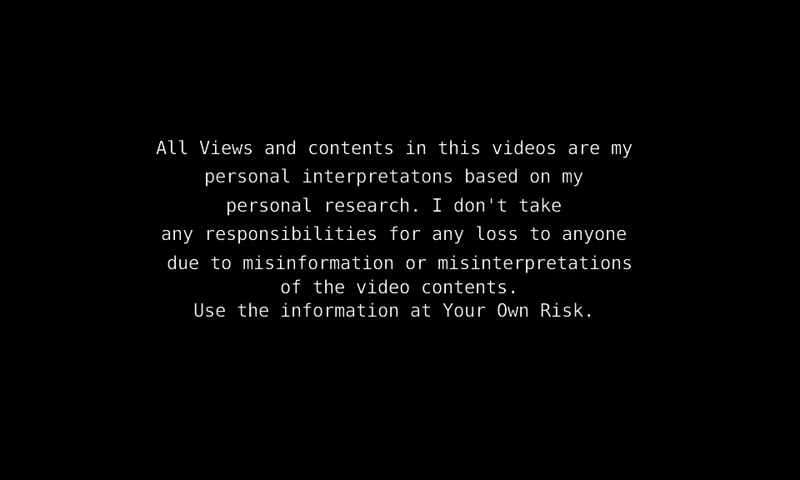 All Views and contents in this videos are my
personal interpretatons based on my
personal research. I don't take
any responsibilities for any loss to anyone
due to misinformation or misinterpretations
of the video contents.
Use the information at Your Own Risk.